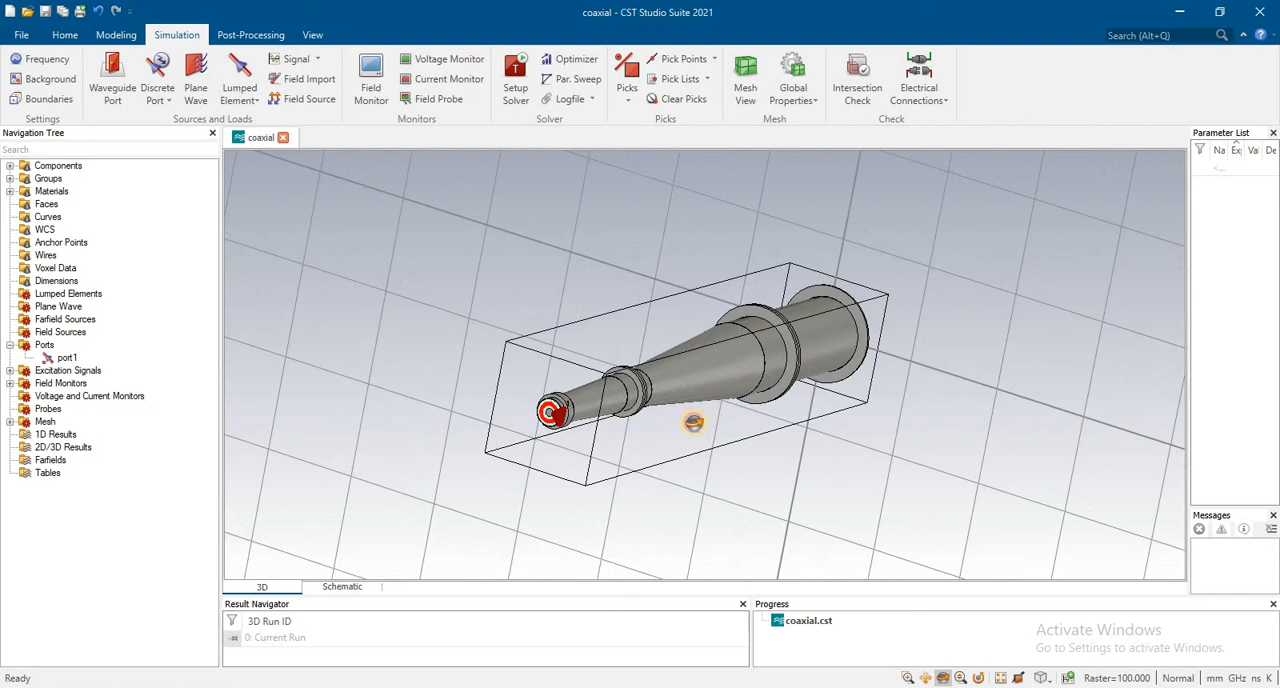 coaxial - CST Studio Suite 2021
File Home Modeling Simulation Post-Processing View Search (Alt+Q)
Frequency
Background
Boundaries
Settings
Waveguide Port
Discrete Port
Plane Wave
Lumped Element
Signal
Field Import
Field Source
Sources and Loads
Field Monitor
Voltage Monitor
Current Monitor
Field Probe
Monitors
Setup Solver
Optimizer
Par. Sweep
Logfile
Solver
Picks
Pick Points
Pick Lists
Clear Picks
Picks
Mesh View
Global Properties
Mesh
Intersection Check
Electrical Connections
Check
Navigation Tree
Search
Components
Groups
Materials
Faces
Curves
WCS
Anchor Points
Wires
Voxel Data
Dimensions
Lumped Elements
Plane Wave
Farfield Sources
Field Sources
Ports
port1
Excitation Signals
Field Monitors
Voltage and Current Monitors
Probes
Mesh
1D Results
2D/3D Results
Farfields
Tables
coaxial
3D Schematic
Parameter List
Na Ex Va De
<...
Messages
Result Navigator
3D Run ID
0: Current Run
Progress
coaxial.cst
Activate Windows
Go to Settings to activate Windows.
Ready
Raster=100.000 Normal mm GHz ns K